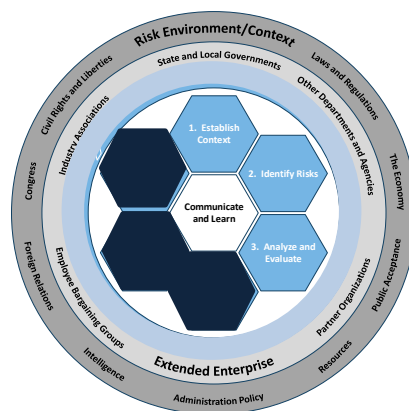 Risk Environment/Context
Laws and Regulations
The Economy
Public Acceptance
Resources
Administration Policy
Intelligence
Foreign Relations
Congress
Civil Rights and Liberties
State and Local Governments
Other Departments and Agencies
Partner Organizations
Extended Enterprise
Employee Bargaining Groups
Industry Associations
1. Establish
Context
2. Identify Risks
3. Analyze and
Evaluate
Communicate
and Learn